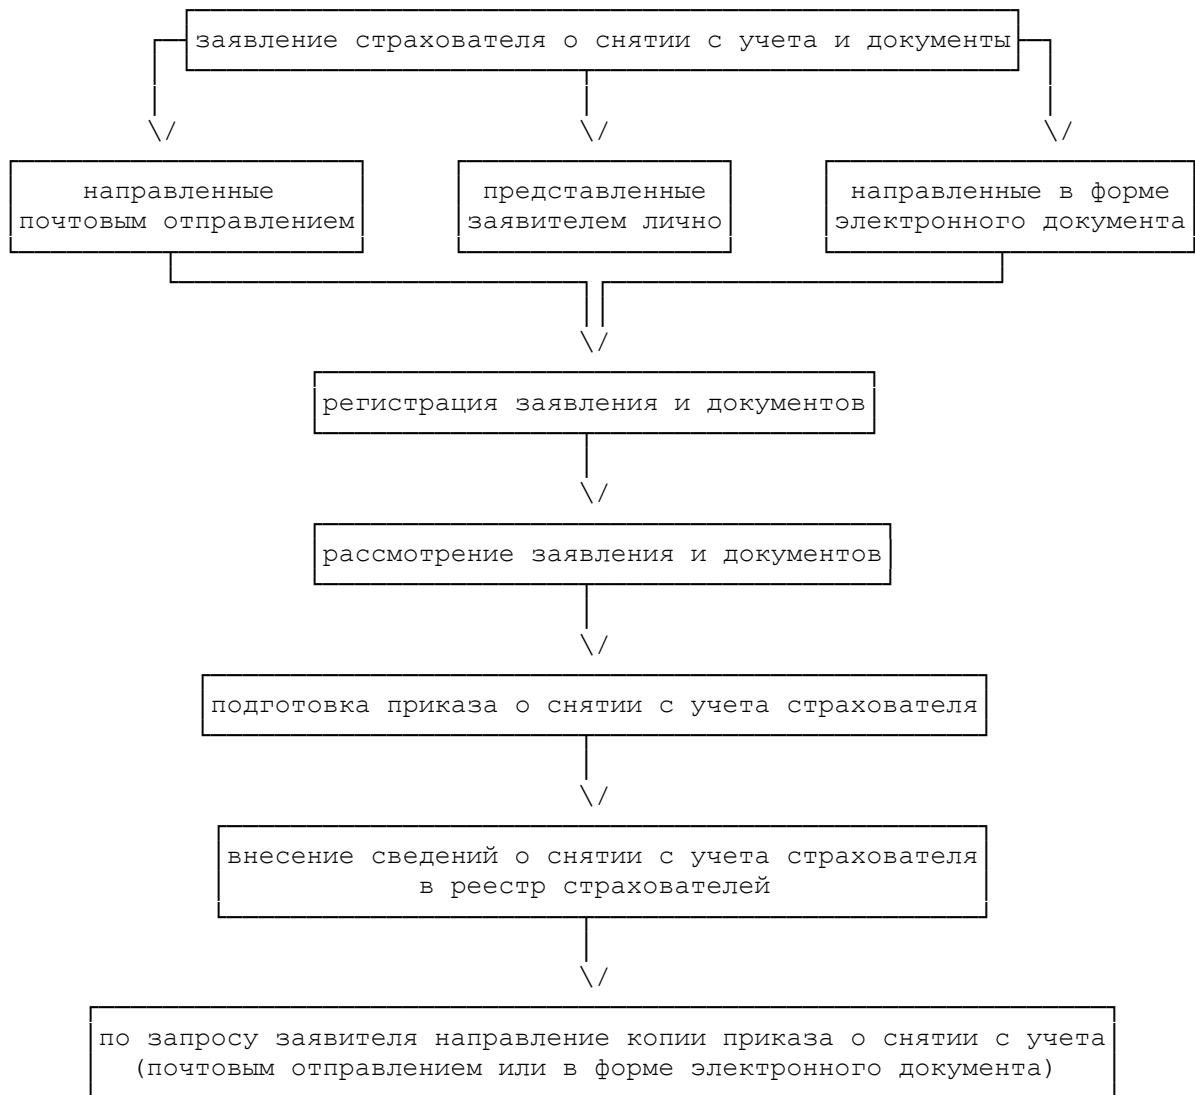 заявление страхователя о снятии с учета и документы
направленные
почтовым отправлением
представленные
заявителем лично
направленные в форме
электронного документа
регистрация заявления и документов
рассмотрение заявления и документов
подготовка приказа о снятии с учета страхователя
внесение сведений о снятии с учета страхователя
в реестр страхователей
по запросу заявителя направление копии приказа о снятии с учета
(почтовым отправлением или в форме электронного документа)